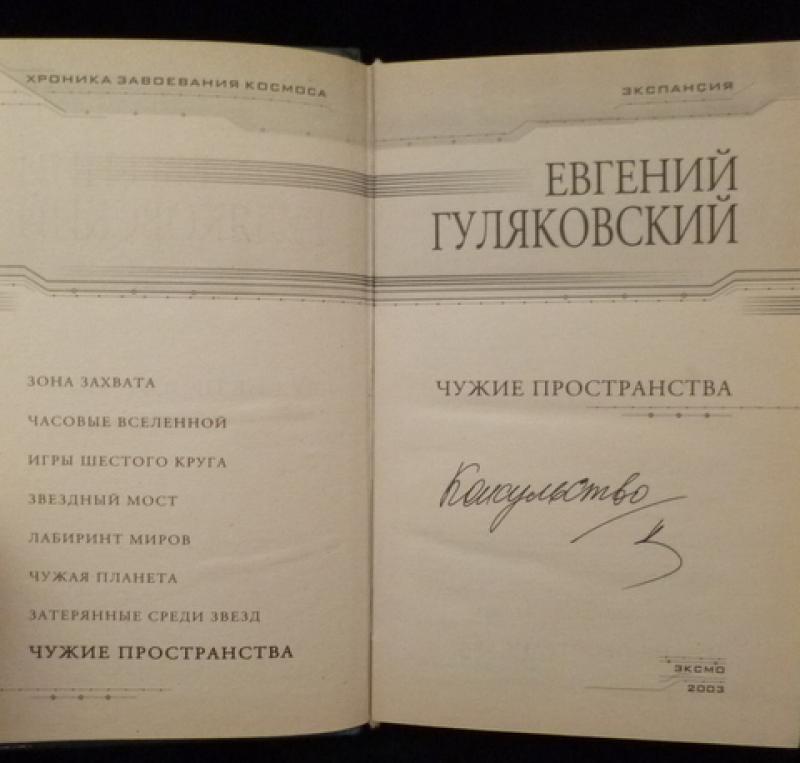 ХРОНИКА ЗАВОЕВАНИЯ КОСМОСА
ЗОНА ЗАХВАТА
ЧАСОВЫЕ ВСЕЛЕННОЙ
ИГРЫ ШЕСТОГО КРУГА
ЗВЕЗДНЫЙ МОСТ
ЛАБИРИНТ МИРОВ
ЧУЖАЯ ПЛАНЕТА
ЗАТЕРЯННЫЕ СРЕДИ ЗВЕЗД
ЧУЖИЕ ПРОСТРАНСТВА
ЭКСПАНСИЯ
ЕВГЕНИЙ
ГУЛЯКОВСКИЙ
ЧУЖИЕ ПРОСТРАНСТВА
Консульство
ЭКСМО
2003